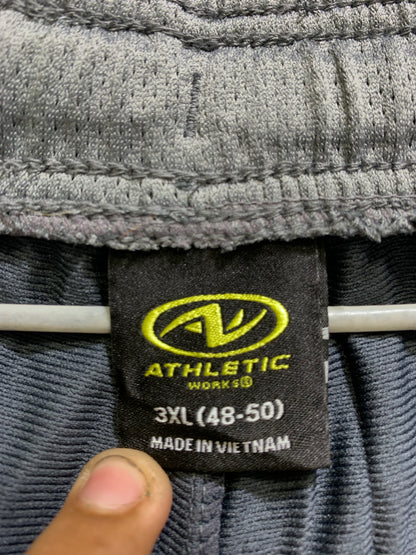 ATHLETIC
WORKS®
3XL (48-50)
MADE IN VIETNAM